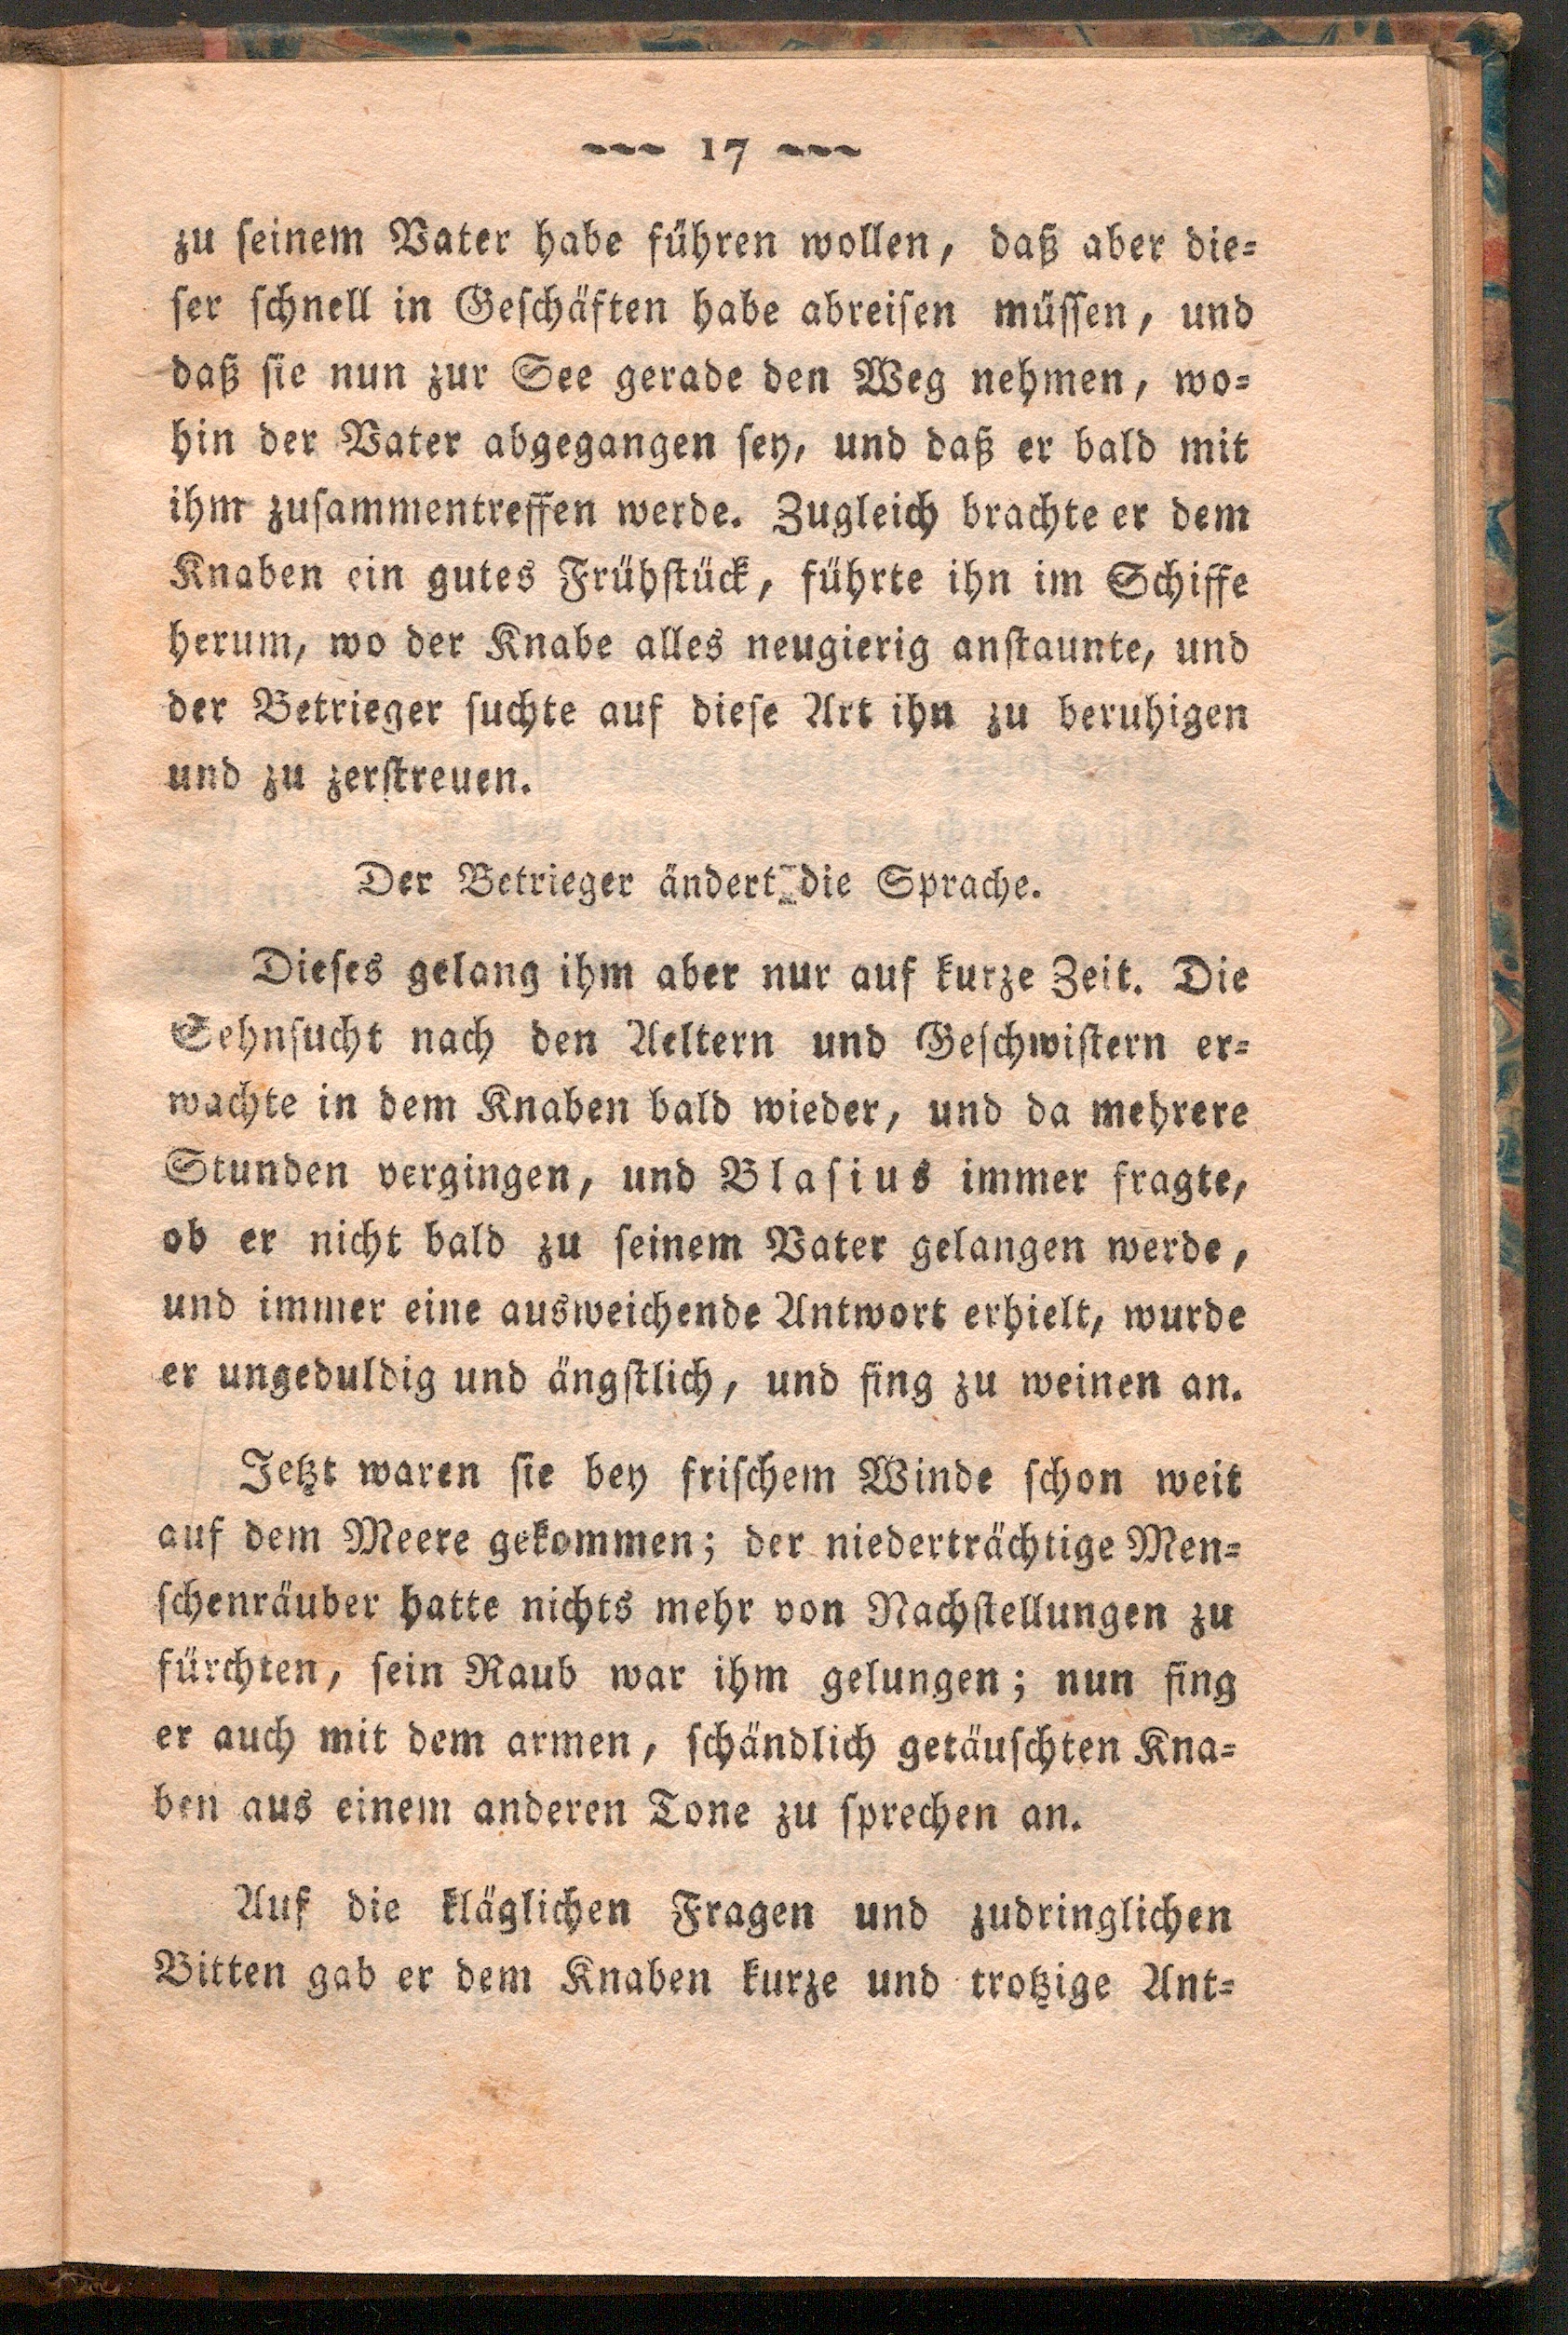 --- 17 ---
zu ſeinem Vater habe führen wollen, daß aber die=
ſer ſchnell in Geſchäften habe abreiſen müſſen, und
daß ſie nun zur See gerade den Weg nehmen, wo=
hin der Vater abgegangen ſey, und daß er bald mit
ihm zuſammentreffen werde. Zugleich brachte er dem
Knaben ein gutes Frühſtück, führte ihn im Schiffe
herum, wo der Knabe alles neugierig anſtaunte, und
der Betrieger ſuchte auf dieſe Art ihn zu beruhigen
und zu zerſtreuen.
Der Betrieger ändert die Sprache.
Dieſes gelang ihm aber nur auf kurze Zeit. Die
Sehnſucht nach den Aeltern und Geſchwiſtern er=
wachte in dem Knaben bald wieder, und da mehrere
Stunden vergingen, und Blaſius immer fragte,
ob er nicht bald zu ſeinem Vater gelangen werde,
und immer eine ausweichende Antwort erhielt, wurde
er ungeduldig und ängſtlich, und fing zu weinen an.
Jetzt waren ſie bey friſchem Winde ſchon weit
auf dem Meere gekommen; der niederträchtige Men=
ſchenräuber hatte nichts mehr von Nachſtellungen zu
fürchten, ſein Raub war ihm gelungen; nun fing
er auch mit dem armen, ſchändlich getäuſchten Kna=
ben aus einem anderen Tone zu ſprechen an.
Auf die kläglichen Fragen und zudringlichen
Bitten gab er dem Knaben kurze und trotzige Ant=